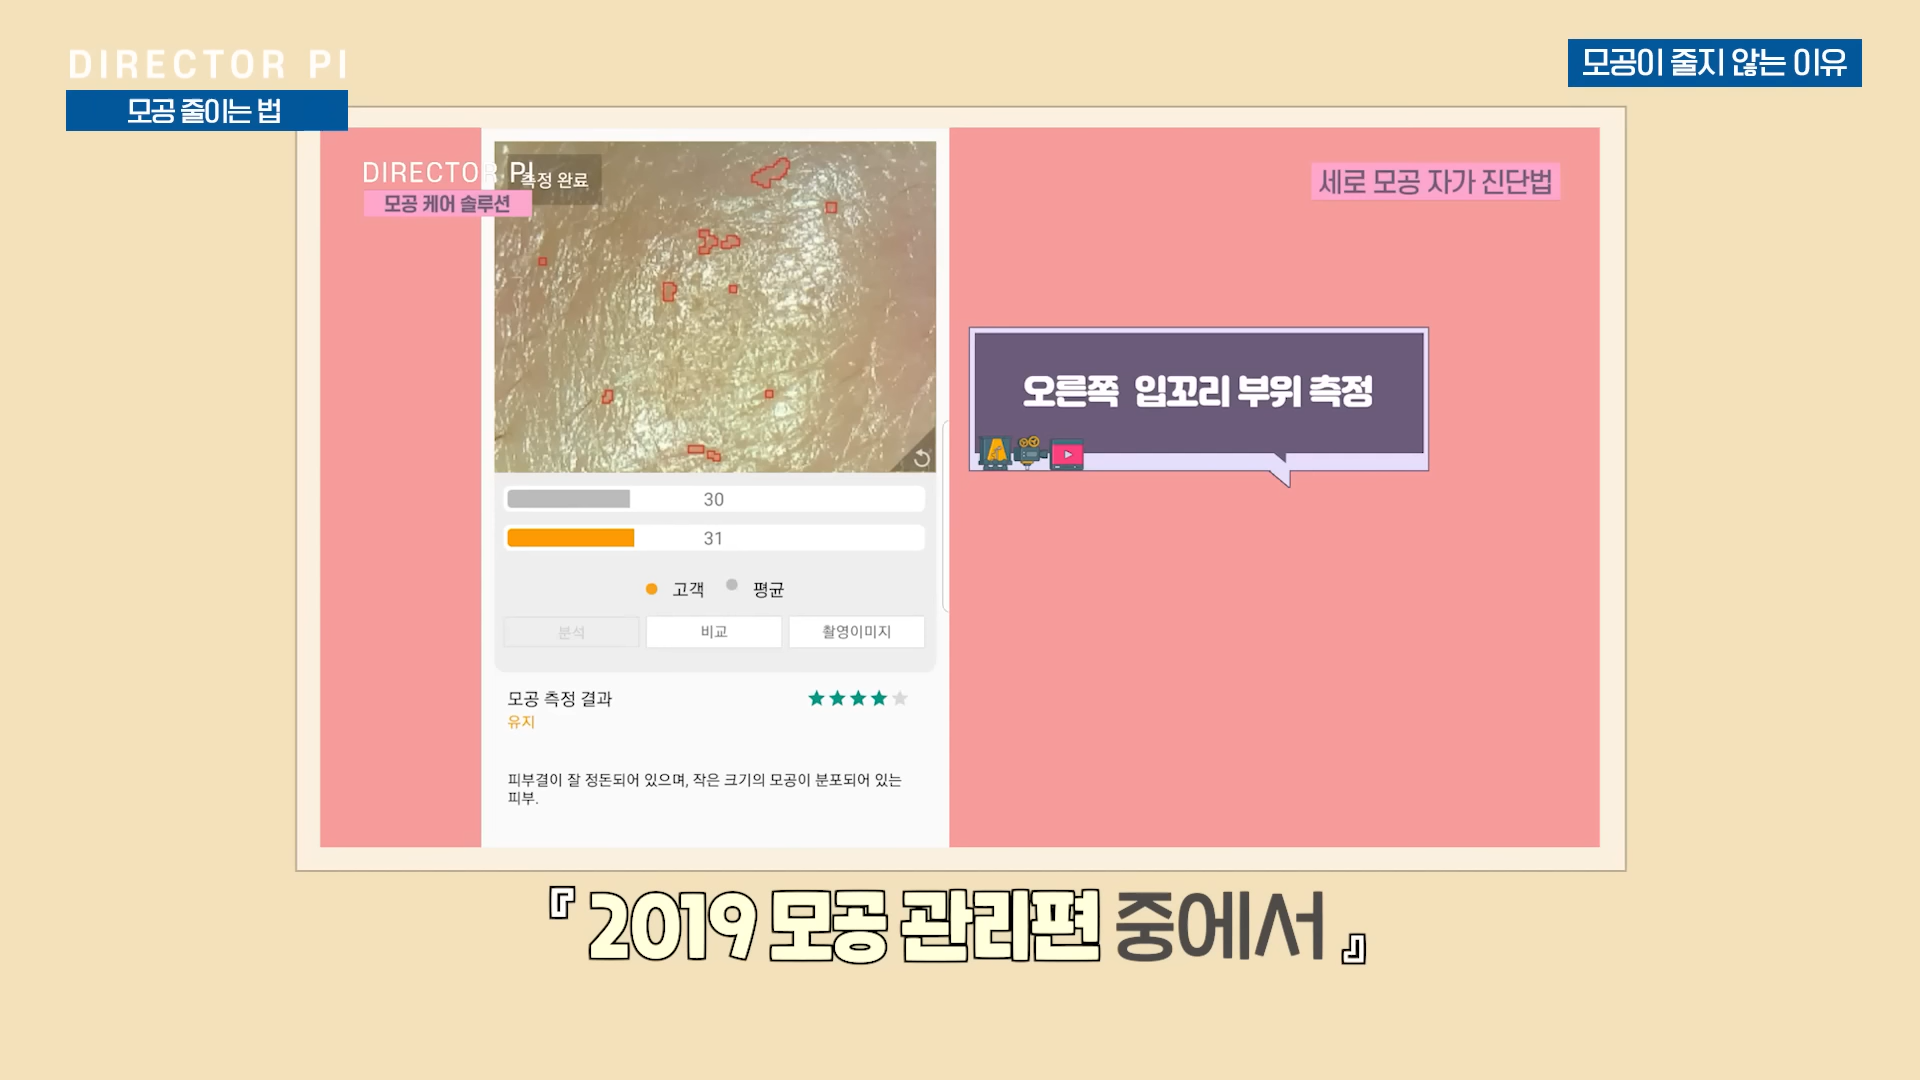 DIRECTOR PI
모공 줄이는 법
모공이 줄지 않는 이유
DIRECTOR PI
모공 케어 솔루션
측정 완료
세로 모공 자가 진단법
오른쪽 입꼬리 부위 측정
30
31
고객 평균
분석 비교 촬영이미지
모공 측정 결과
유지
피부결이 잘 정돈되어 있으며, 작은 크기의 모공이 분포되어 있는
피부.
『2019 모공 관리편 중에서』